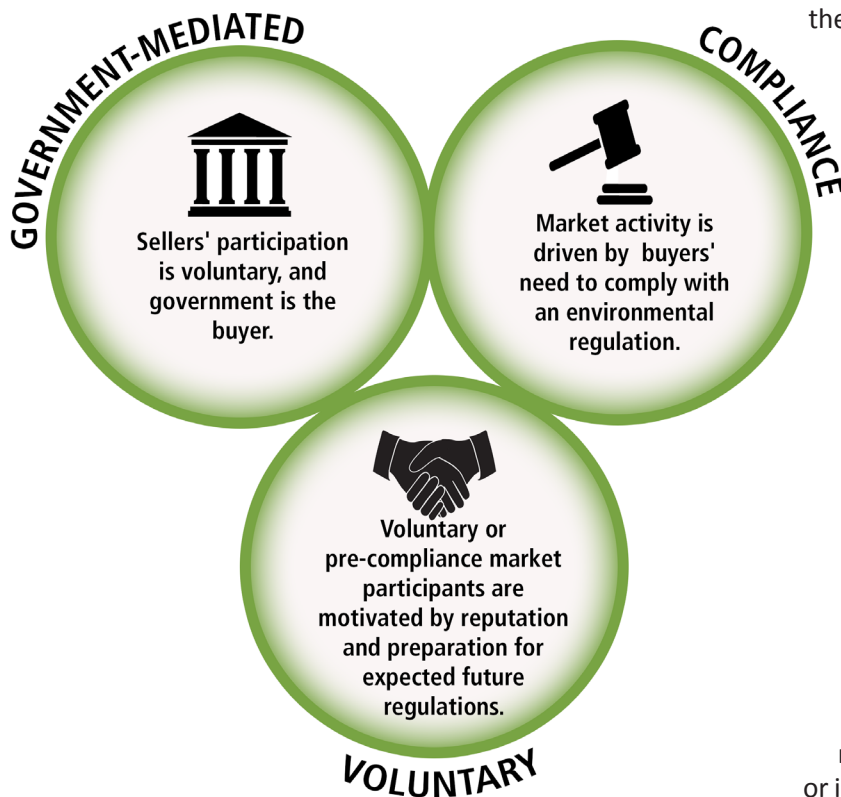 the
GOVERNMENT-MEDIATED
Sellers' participation
is voluntary, and
government is the
buyer.
COMPLIANCE
Market activity is
driven by buyers'
need to comply with
an environmental
regulation.
Voluntary or
pre-compliance market
participants are
motivated by reputation
and preparation for
expected future
regulations.
VOLUNTARY
or i